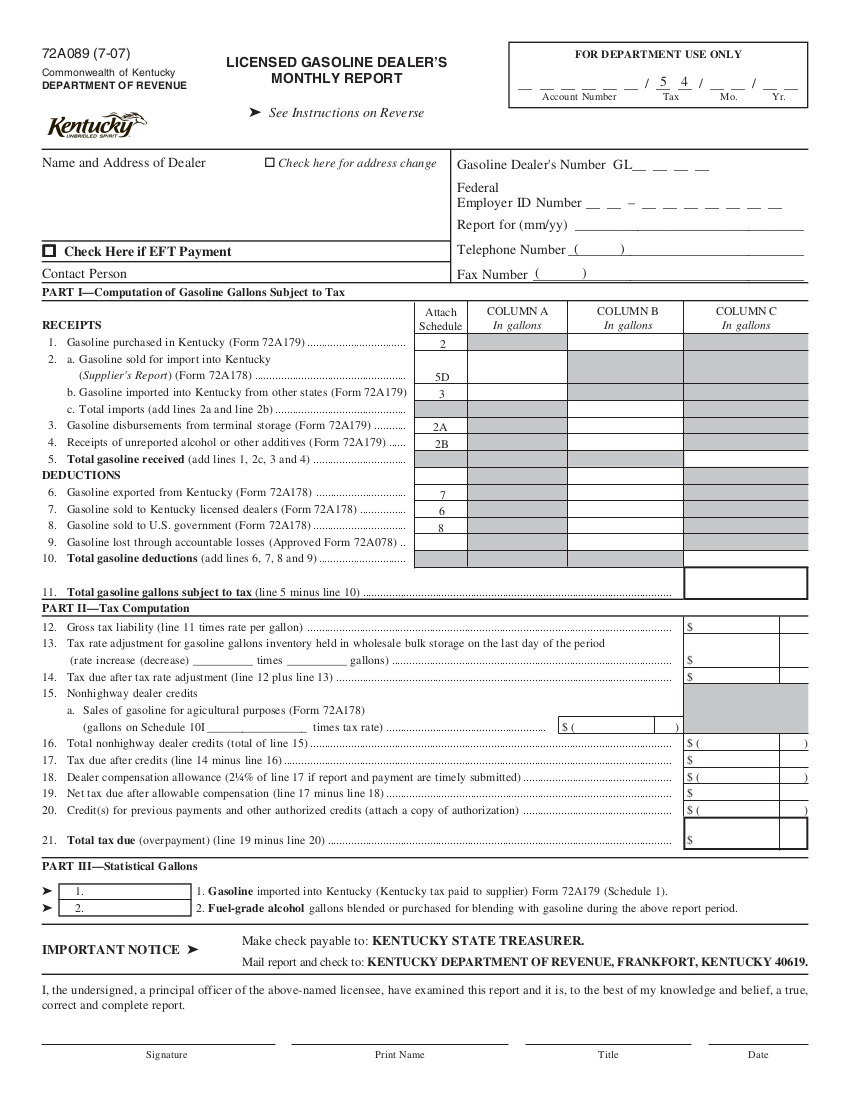 72A089 (7-07)
Commonwealth of Kentucky
DEPARTMENT OF REVENUE
Kentucky
UNBRIDLED SPIRIT
LICENSED GASOLINE DEALER'S
MONTHLY REPORT
➤ See Instructions on Reverse
FOR DEPARTMENT USE ONLY
__ __ __ __ __ __ / 5 4 / __ __ / __ __
Account Number Tax Mo. Yr.
Name and Address of Dealer
☐ Check here for address change
☐ Check Here if EFT Payment
Contact Person
Gasoline Dealer's Number GL__ __ __ __
Federal
Employer ID Number __ __ – __ __ __ __ __ __ __
Report for (mm/yy)
Telephone Number ( )
Fax Number ( )
PART I—Computation of Gasoline Gallons Subject to Tax
RECEIPTS
Attach Schedule
COLUMN A In gallons
COLUMN B In gallons
COLUMN C In gallons
1. Gasoline purchased in Kentucky (Form 72A179) .................................. 2
2. a. Gasoline sold for import into Kentucky
(Supplier's Report) (Form 72A178) .................................................... 5D
b. Gasoline imported into Kentucky from other states (Form 72A179) 3
c. Total imports (add lines 2a and line 2b) .............................................
3. Gasoline disbursements from terminal storage (Form 72A179) ........... 2A
4. Receipts of unreported alcohol or other additives (Form 72A179) ...... 2B
5. Total gasoline received (add lines 1, 2c, 3 and 4) ................................
DEDUCTIONS
6. Gasoline exported from Kentucky (Form 72A178) ............................... 7
7. Gasoline sold to Kentucky licensed dealers (Form 72A178) ................ 6
8. Gasoline sold to U.S. government (Form 72A178) ................................ 8
9. Gasoline lost through accountable losses (Approved Form 72A078) ..
10. Total gasoline deductions (add lines 6, 7, 8 and 9) ..............................
11. Total gasoline gallons subject to tax (line 5 minus line 10) ....................
PART II—Tax Computation
12. Gross tax liability (line 11 times rate per gallon) .................... $
13. Tax rate adjustment for gasoline gallons inventory held in wholesale bulk storage on the last day of the period
(rate increase (decrease) __________ times __________ gallons) .................... $
14. Tax due after tax rate adjustment (line 12 plus line 13) .................... $
15. Nonhighway dealer credits
a. Sales of gasoline for agicultural purposes (Form 72A178)
(gallons on Schedule 10I _________________ times tax rate) .................... $ ( )
16. Total nonhighway dealer credits (total of line 15) .................... $ ( )
17. Tax due after credits (line 14 minus line 16) .................... $
18. Dealer compensation allowance (2¼% of line 17 if report and payment are timely submitted) .................... $ ( )
19. Net tax due after allowable compensation (line 17 minus line 18) .................... $
20. Credit(s) for previous payments and other authorized credits (attach a copy of authorization) .................... $ ( )
21. Total tax due (overpayment) (line 19 minus line 20) .................... $
PART III—Statistical Gallons
➤ 1. 1. Gasoline imported into Kentucky (Kentucky tax paid to supplier) Form 72A179 (Schedule 1).
➤ 2. 2. Fuel-grade alcohol gallons blended or purchased for blending with gasoline during the above report period.
IMPORTANT NOTICE ➤
Make check payable to: KENTUCKY STATE TREASURER.
Mail report and check to: KENTUCKY DEPARTMENT OF REVENUE, FRANKFORT, KENTUCKY 40619.
I, the undersigned, a principal officer of the above-named licensee, have examined this report and it is, to the best of my knowledge and belief, a true,
correct and complete report.
Signature Print Name Title Date